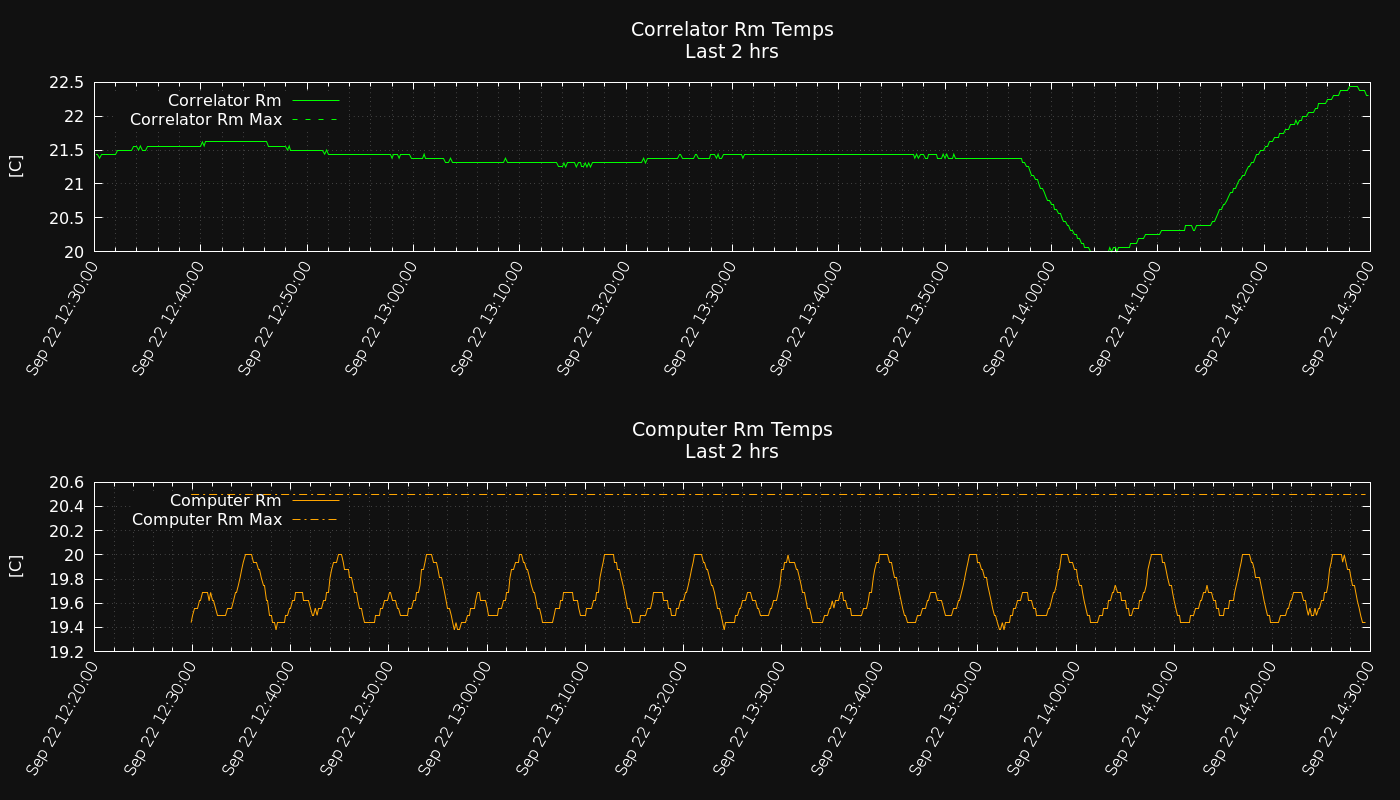 Correlator Rm Temps
Last 2 hrs
Correlator Rm
Correlator Rm Max
[C]
22.5
22
21.5
21
20.5
20
Sep 22 12:30:00
Sep 22 12:40:00
Sep 22 12:50:00
Sep 22 13:00:00
Sep 22 13:10:00
Sep 22 13:20:00
Sep 22 13:30:00
Sep 22 13:40:00
Sep 22 13:50:00
Sep 22 14:00:00
Sep 22 14:10:00
Sep 22 14:20:00
Sep 22 14:30:00
Computer Rm Temps
Last 2 hrs
Computer Rm
Computer Rm Max
[C]
20.6
20.4
20.2
20
19.8
19.6
19.4
19.2
Sep 22 12:20:00
Sep 22 12:30:00
Sep 22 12:40:00
Sep 22 12:50:00
Sep 22 13:00:00
Sep 22 13:10:00
Sep 22 13:20:00
Sep 22 13:30:00
Sep 22 13:40:00
Sep 22 13:50:00
Sep 22 14:00:00
Sep 22 14:10:00
Sep 22 14:20:00
Sep 22 14:30:00